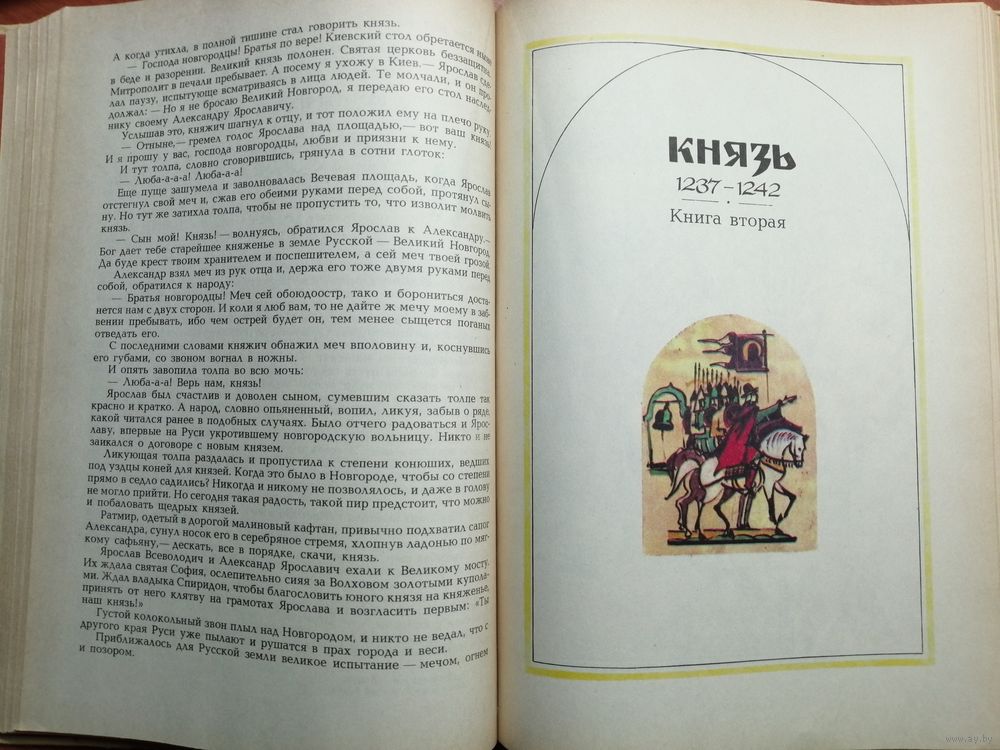 А когда утихла, в полной тишине стал говорить князь.
— Господа новгородцы! Братья по вере! Киевский стол обретается ныне
в беде и разорении. Великий князь полонен. Святая церковь беззащитна.
Митрополит в печали пребывает. А посему я ухожу в Киев.— Ярослав сде-
лал паузу, испытующе всматриваясь в лица людей. Те молчали, и он про-
должал: — Но я не бросаю Великий Новгород, я передаю его стол наслед-
нику своему Александру Ярославичу.
Услышав это, княжич шагнул к отцу, и тот положил ему на плечо руку.
— Отныне,— гремел голос Ярослава над площадью,— вот ваш князь!
И я прошу у вас, господа новгородцы, любви и приязни к нему.
И тут толпа, словно сговорившись, грянула в сотни глоток:
— Люба-а-а! Люба-а-а!
Еще пуще зашумела и заволновалась Вечевая площадь, когда Ярослав
отстегнул свой меч и, сжав его обеими руками перед собой, протянул сы-
ну. Но тут же затихла толпа, чтобы не пропустить то, что изволит молвить
князь.
— Сын мой! Князь! — волнуясь, обратился Ярослав к Александру.—
Бог дает тебе старейшее княженье в земле Русской — Великий Новгород.
Да буде крест твоим хранителем и поспешителем, а сей меч твоей грозой.
Александр взял меч из рук отца и, держа его тоже двумя руками перед
собой, обратился к народу:
— Братья новгородцы! Меч сей обоюдоостр, тако и борониться доста-
нется нам с двух сторон. И коли я люб вам, то не дайте ж мечу моему в заб-
вении пребывать, ибо чем острей будет он, тем менее сыщется поганых
отведать его.
С последними словами княжич обнажил меч вполовину и, коснувшись
его губами, со звоном вогнал в ножны.
И опять завопила толпа во всю мочь:
— Люба-а-а! Верь нам, князь!
Ярослав был счастлив и доволен сыном, сумевшим сказать толпе так
красно и кратко. А народ, словно опьяненный, вопил, ликуя, забыв о ряде,
какой читался ранее в подобных случаях. Было отчего радоваться и Яро-
славу, впервые на Руси укротившему новгородскую вольницу. Никто и не
заикался о договоре с новым князем.
Ликующая толпа раздалась и пропустила к степени конюших, ведших
под уздцы коней для князей. Когда это было в Новгороде, чтобы со степени
прямо в седло садились? Никогда и никому не позволялось, и даже в голову
не могло прийти. Но сегодня такая радость, такой пир предстоит, что можно
и побаловать щедрых князей.
Ратмир, одетый в дорогой малиновый кафтан, привычно подхватил сапог
Александра, сунул носок его в серебряное стремя, хлопнув ладонью по мяг-
кому сафьяну,— дескать, все в порядке, скачи, князь.
Ярослав Всеволодич и Александр Ярославич ехали к Великому мосту.
Их ждала святая София, ослепительно сияя за Волховом золотыми купола-
ми. Ждал владыка Спиридон, чтобы благословить юного князя на княженье,
принять от него клятву на грамотах Ярослава и возгласить первым: «Ты
наш князь!»
Густой колокольный звон плыл над Новгородом, и никто не ведал, что с
другого края Руси уже пылают и рушатся в прах города и веси.
Приближалось для Русской земли великое испытание — мечом, огнем
и позором.
КНЯЗЬ
1237–1242
Книга вторая
www.ay.by